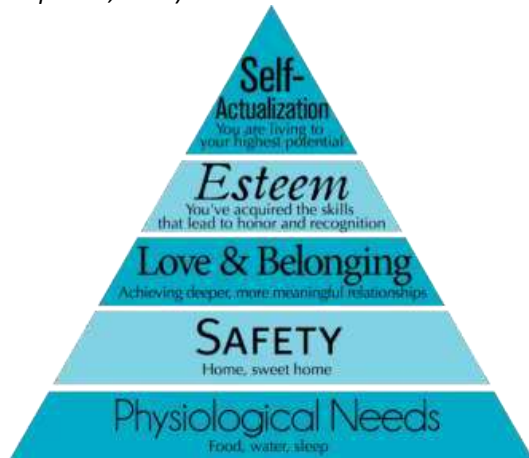 Self-
Actualization
You are living to
your highest potential
Esteem
You've acquired the skills
that lead to honor and recognition
Love & Belonging
Achieving deeper, more meaningful relationships
SAFETY
Home, sweet home
Physiological Needs
Food, water, sleep